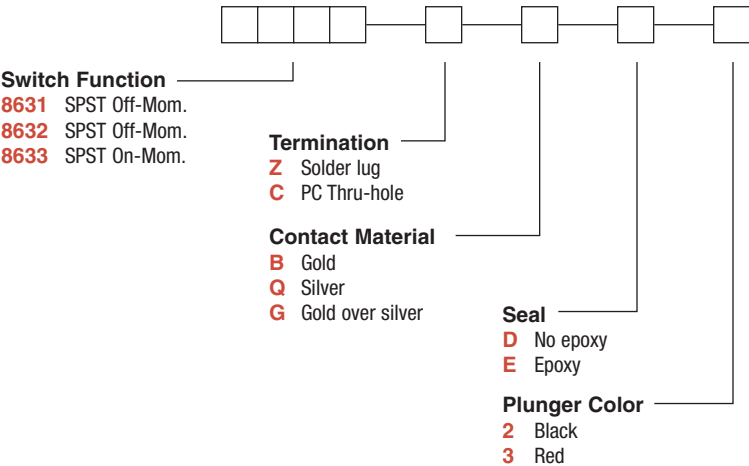 Switch Function
8631 SPST Off-Mom.
8632 SPST Off-Mom.
8633 SPST On-Mom.
Termination
Z Solder lug
C PC Thru-hole
Contact Material
B Gold
Q Silver
G Gold over silver
Seal
D No epoxy
E Epoxy
Plunger Color
2 Black
3 Red